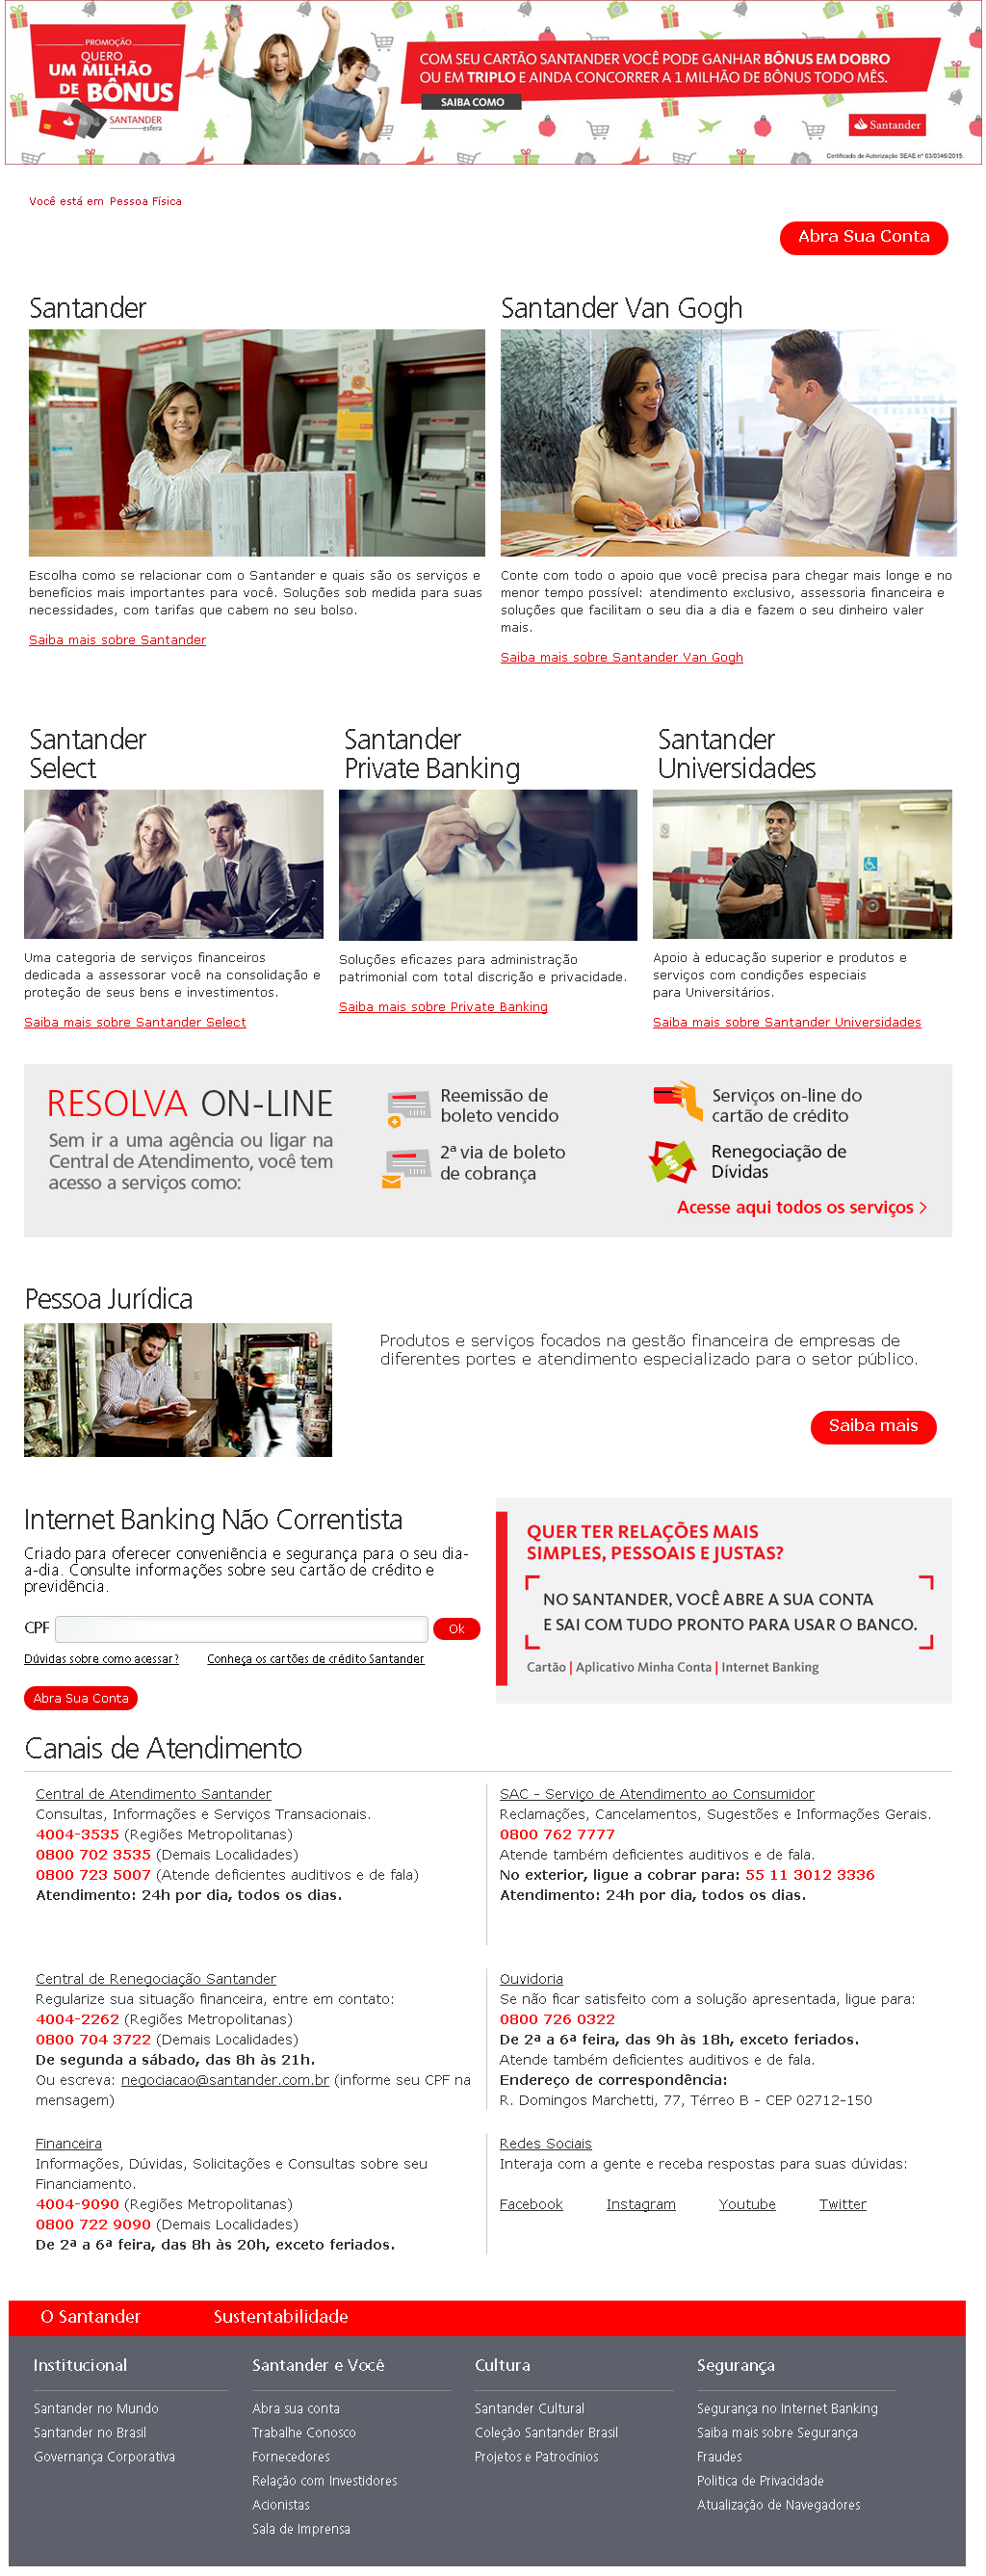 PROMOÇÃO
QUERO
UM MILHÃO
DE BÔNUS
SANTANDER
esfera
COM SEU CARTÃO SANTANDER VOCÊ PODE GANHAR BÔNUS EM DOBRO
OU EM TRIPLO E AINDA CONCORRER A 1 MILHÃO DE BÔNUS TODO MÊS.
SAIBA COMO
Santander
Certificado de Autorização SEAE nº 03/0346/2015.
Você está em Pessoa Física
Abra Sua Conta
Santander
Escolha como se relacionar com o Santander e quais são os serviços e
benefícios mais importantes para você. Soluções sob medida para suas
necessidades, com tarifas que cabem no seu bolso.
Saiba mais sobre Santander
Santander Van Gogh
Conte com todo o apoio que você precisa para chegar mais longe e no
menor tempo possível: atendimento exclusivo, assessoria financeira e
soluções que facilitam o seu dia a dia e fazem o seu dinheiro valer
mais.
Saiba mais sobre Santander Van Gogh
Santander
Select
Uma categoria de serviços financeiros
dedicada a assessorar você na consolidação e
proteção de seus bens e investimentos.
Saiba mais sobre Santander Select
Santander
Private Banking
Soluções eficazes para administração
patrimonial com total discrição e privacidade.
Saiba mais sobre Private Banking
Santander
Universidades
Apoio à educação superior e produtos e
serviços com condições especiais
para Universitários.
Saiba mais sobre Santander Universidades
RESOLVA ON-LINE
Sem ir a uma agência ou ligar na
Central de Atendimento, você tem
acesso a serviços como:
Reemissão de
boleto vencido
2ª via de boleto
de cobrança
Serviços on-line do
cartão de crédito
Renegociação de
Dívidas
Acesse aqui todos os serviços >
Pessoa Jurídica
Produtos e serviços focados na gestão financeira de empresas de
diferentes portes e atendimento especializado para o setor público.
Saiba mais
Internet Banking Não Correntista
Criado para oferecer conveniência e segurança para o seu dia-
a-dia. Consulte informações sobre seu cartão de crédito e
previdência.
CPF
Ok
Dúvidas sobre como acessar?
Conheça os cartões de crédito Santander
Abra Sua Conta
QUER TER RELAÇÕES MAIS
SIMPLES, PESSOAIS E JUSTAS?
NO SANTANDER, VOCÊ ABRE A SUA CONTA
E SAI COM TUDO PRONTO PARA USAR O BANCO.
Cartão | Aplicativo Minha Conta | Internet Banking
Canais de Atendimento
Central de Atendimento Santander
Consultas, Informações e Serviços Transacionais.
4004-3535 (Regiões Metropolitanas)
0800 702 3535 (Demais Localidades)
0800 723 5007 (Atende deficientes auditivos e de fala)
Atendimento: 24h por dia, todos os dias.
SAC - Serviço de Atendimento ao Consumidor
Reclamações, Cancelamentos, Sugestões e Informações Gerais.
0800 762 7777
Atende também deficientes auditivos e de fala.
No exterior, ligue a cobrar para: 55 11 3012 3336
Atendimento: 24h por dia, todos os dias.
Central de Renegociação Santander
Regularize sua situação financeira, entre em contato:
4004-2262 (Regiões Metropolitanas)
0800 704 3722 (Demais Localidades)
De segunda a sábado, das 8h às 21h.
Ou escreva: negociacao@santander.com.br (informe seu CPF na
mensagem)
Ouvidoria
Se não ficar satisfeito com a solução apresentada, ligue para:
0800 726 0322
De 2ª a 6ª feira, das 9h às 18h, exceto feriados.
Atende também deficientes auditivos e de fala.
Endereço de correspondência:
R. Domingos Marchetti, 77, Térreo B - CEP 02712-150
Financeira
Informações, Dúvidas, Solicitações e Consultas sobre seu
Financiamento.
4004-9090 (Regiões Metropolitanas)
0800 722 9090 (Demais Localidades)
De 2ª a 6ª feira, das 8h às 20h, exceto feriados.
Redes Sociais
Interaja com a gente e receba respostas para suas dúvidas:
Facebook Instagram Youtube Twitter
O Santander Sustentabilidade
Institucional
Santander no Mundo
Santander no Brasil
Governança Corporativa
Santander e Você
Abra sua conta
Trabalhe Conosco
Fornecedores
Relação com Investidores
Acionistas
Sala de Imprensa
Cultura
Santander Cultural
Coleção Santander Brasil
Projetos e Patrocínios
Segurança
Segurança no Internet Banking
Saiba mais sobre Segurança
Fraudes
Politica de Privacidade
Atualização de Navegadores